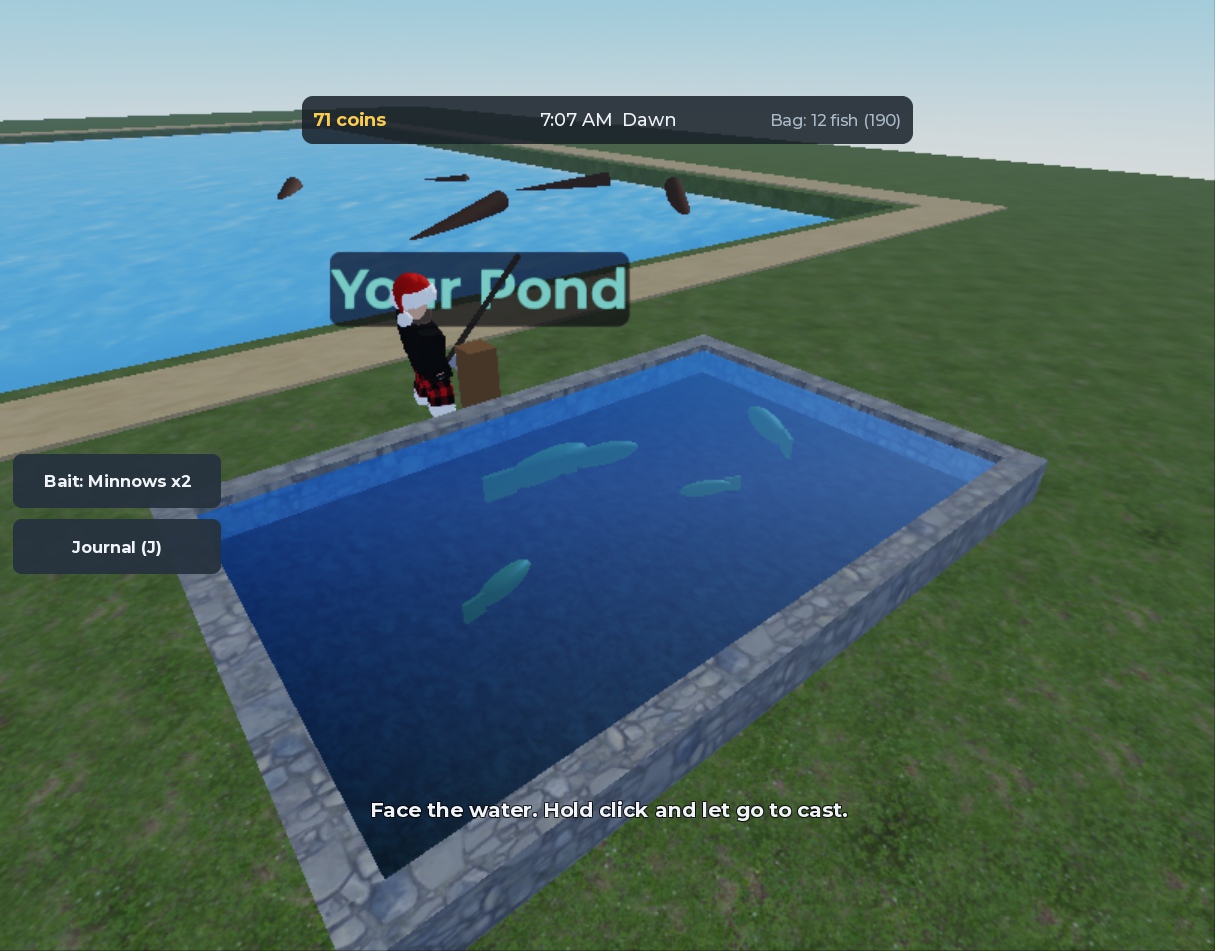 71 coins
7:07 AM Dawn
Bag: 12 fish (190)
Your Pond
Bait: Minnows x2
Journal (J)
Face the water. Hold click and let go to cast.